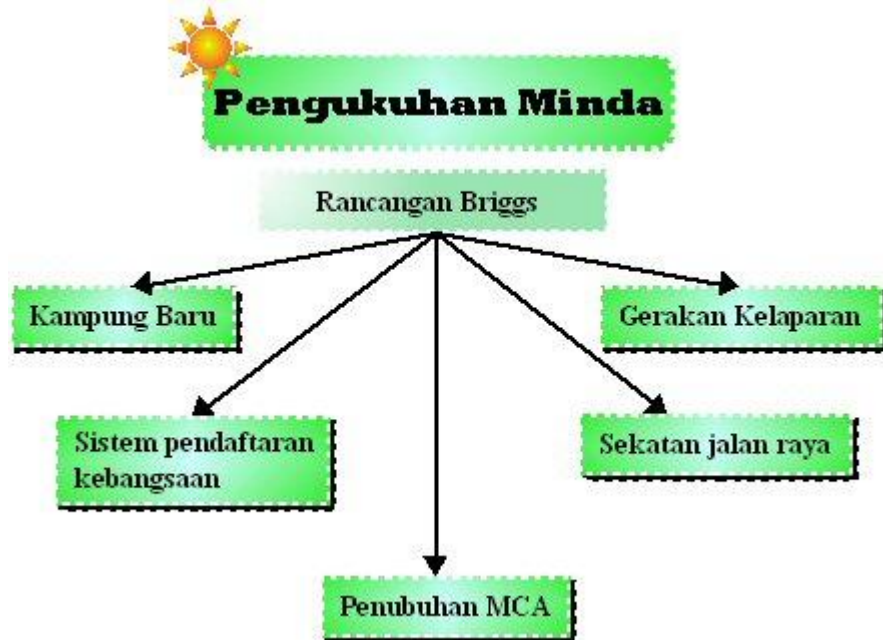 Pengukuhan Minda
Rancangan Briggs
Kampung Baru
Gerakan Kelaparan
Sistem pendaftaran
kebangsaan
Sekatan jalan raya
Penubuhan MCA